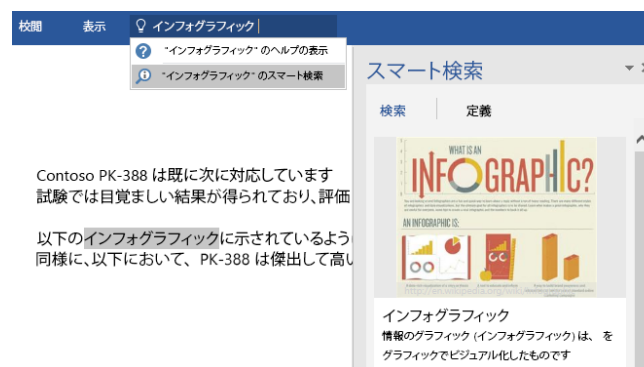 校閲 表示 インフォグラフィック
"インフォグラフィック" のヘルプの表示
"インフォグラフィック" のスマート検索
スマート検索
検索 定義
WHAT IS AN
INFOGRAPHIC?
AN INFOGRAPHIC IS:
Contoso PK-388 は既に次に対応しています
試験では目覚ましい結果が得られており、評価
以下のインフォグラフィックに示されているよう
同様に、以下において、PK-388 は傑出して高い
インフォグラフィック
情報のグラフィック (インフォグラフィック) は、 を
グラフィックでビジュアル化したものです